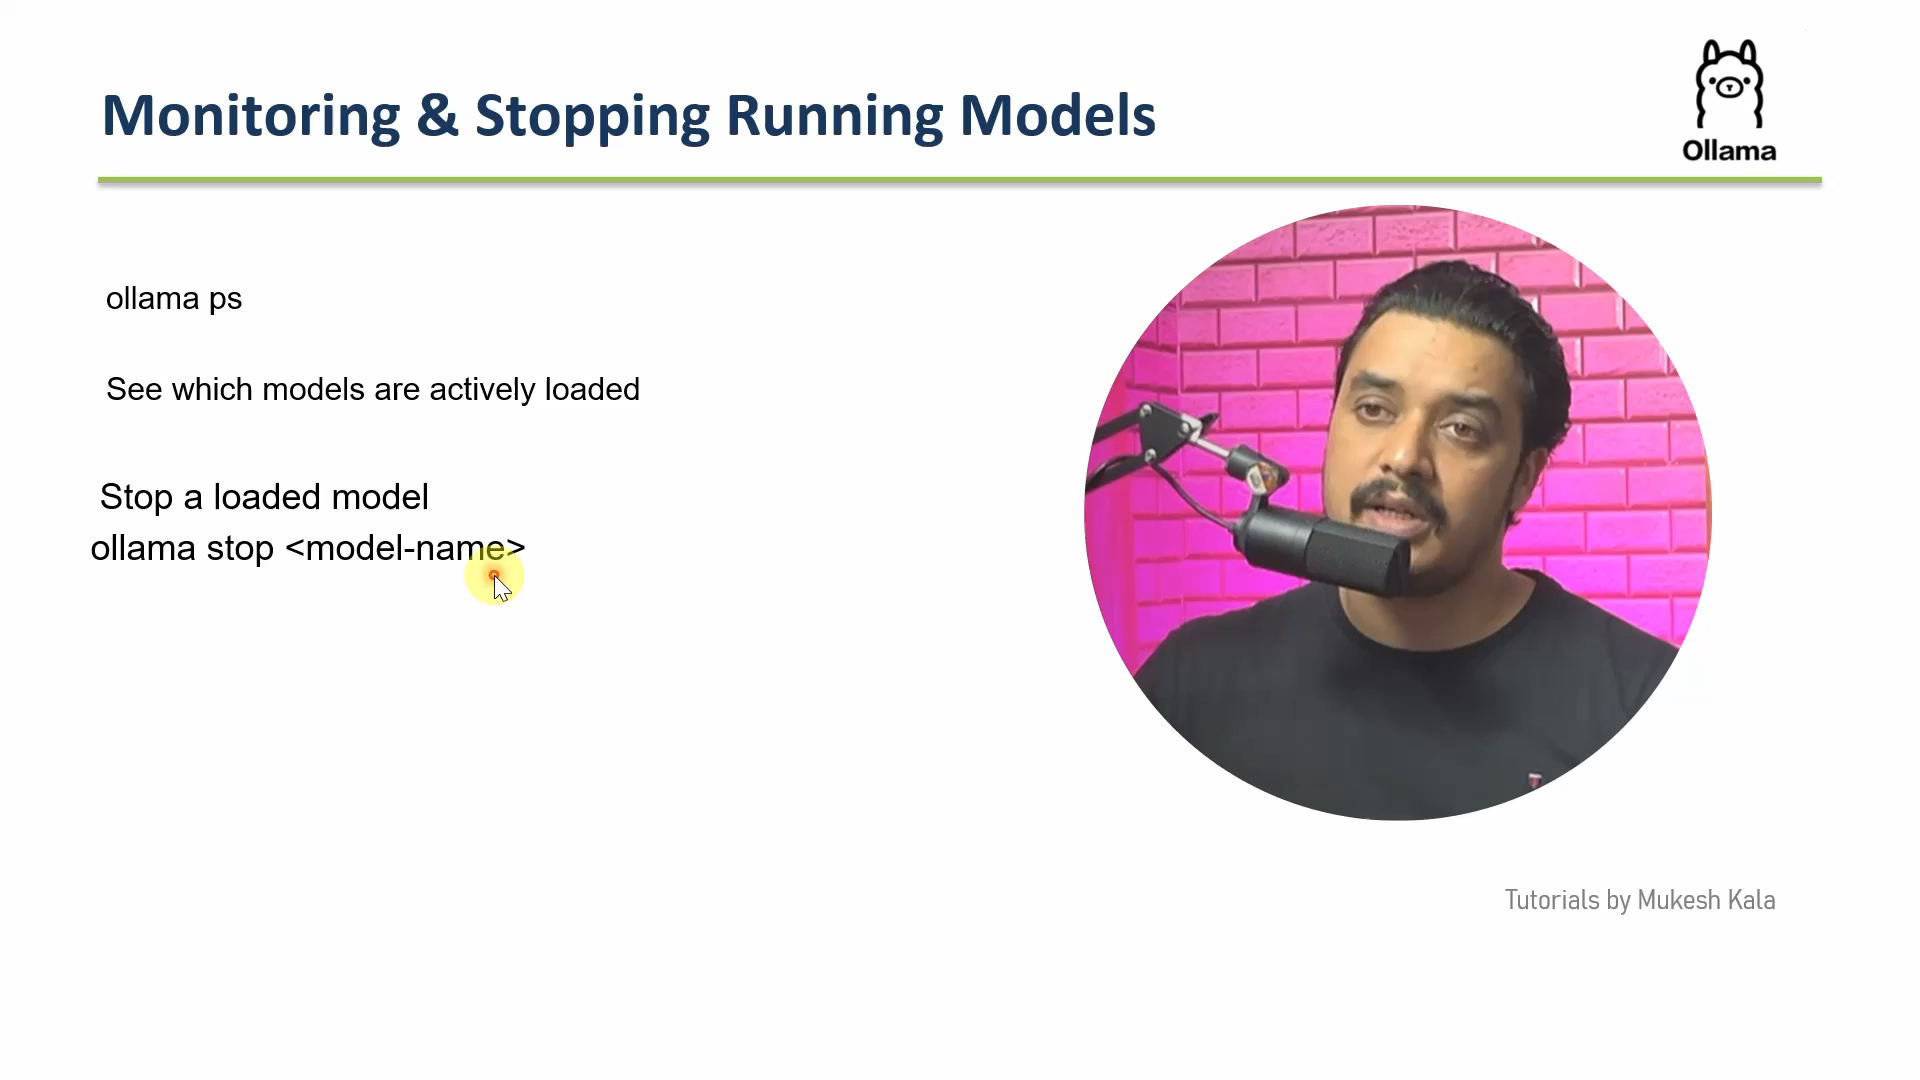 Monitoring & Stopping Running Models
Ollama
ollama ps
See which models are actively loaded
Stop a loaded model
ollama stop <model-name>
Tutorials by Mukesh Kala